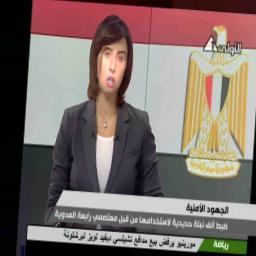 الأولى
الجهود الأمنية
ضبط ألف نبلة حديدية لاستخدامها من قبل معتصمي رابعة العدوية
رياضة
مورينيو يرفض بيع مدافع تشيلسي ديفيد لويز لبرشلونة